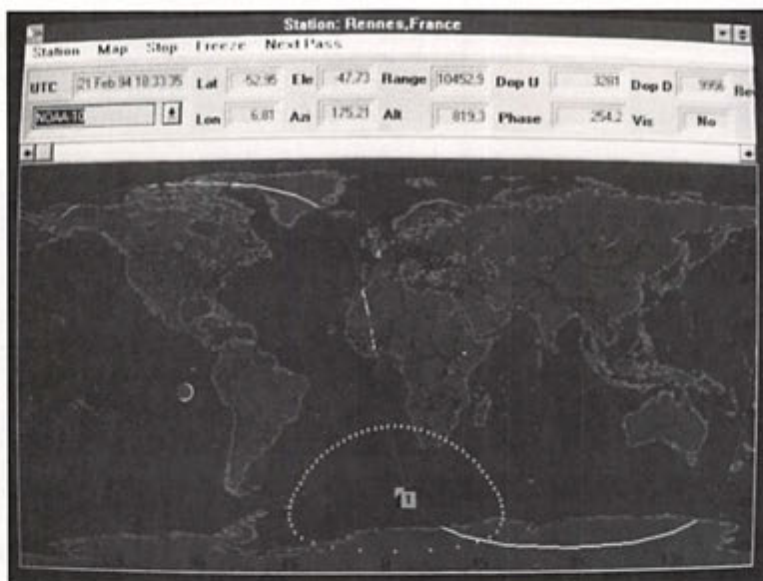 Station: Rennes,France
Station Map Stop Freeze Next Pass
UTC 21 Feb 94 18:33:35 Lat -52.95 Ele -47.73 Range 10452.9 Dop U 3281 Dop D 9956
NOAA-10 Lon 6.81 Azi 175.21 Alt 819.3 Phase 254.2 Vis No
1